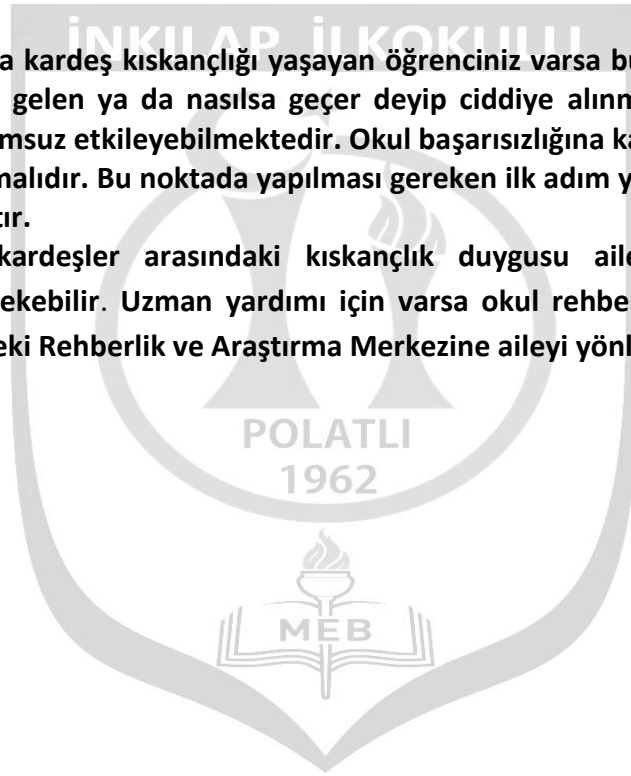 İNKILAP İLKOKULU
a kardeş kıskançlığı yaşayan öğrenciniz varsa bu
gelen ya da nasılsa geçer deyip ciddiye alınm
msuz etkileyebilmektedir. Okul başarısızlığına ka
malıdır. Bu noktada yapılması gereken ilk adım y
tır.
kardeşler arasındaki kıskançlık duygusu aile
ekebilir. Uzman yardımı için varsa okul rehbe
eki Rehberlik ve Araştırma Merkezine aileyi yönl
POLATLI
1962
MEB